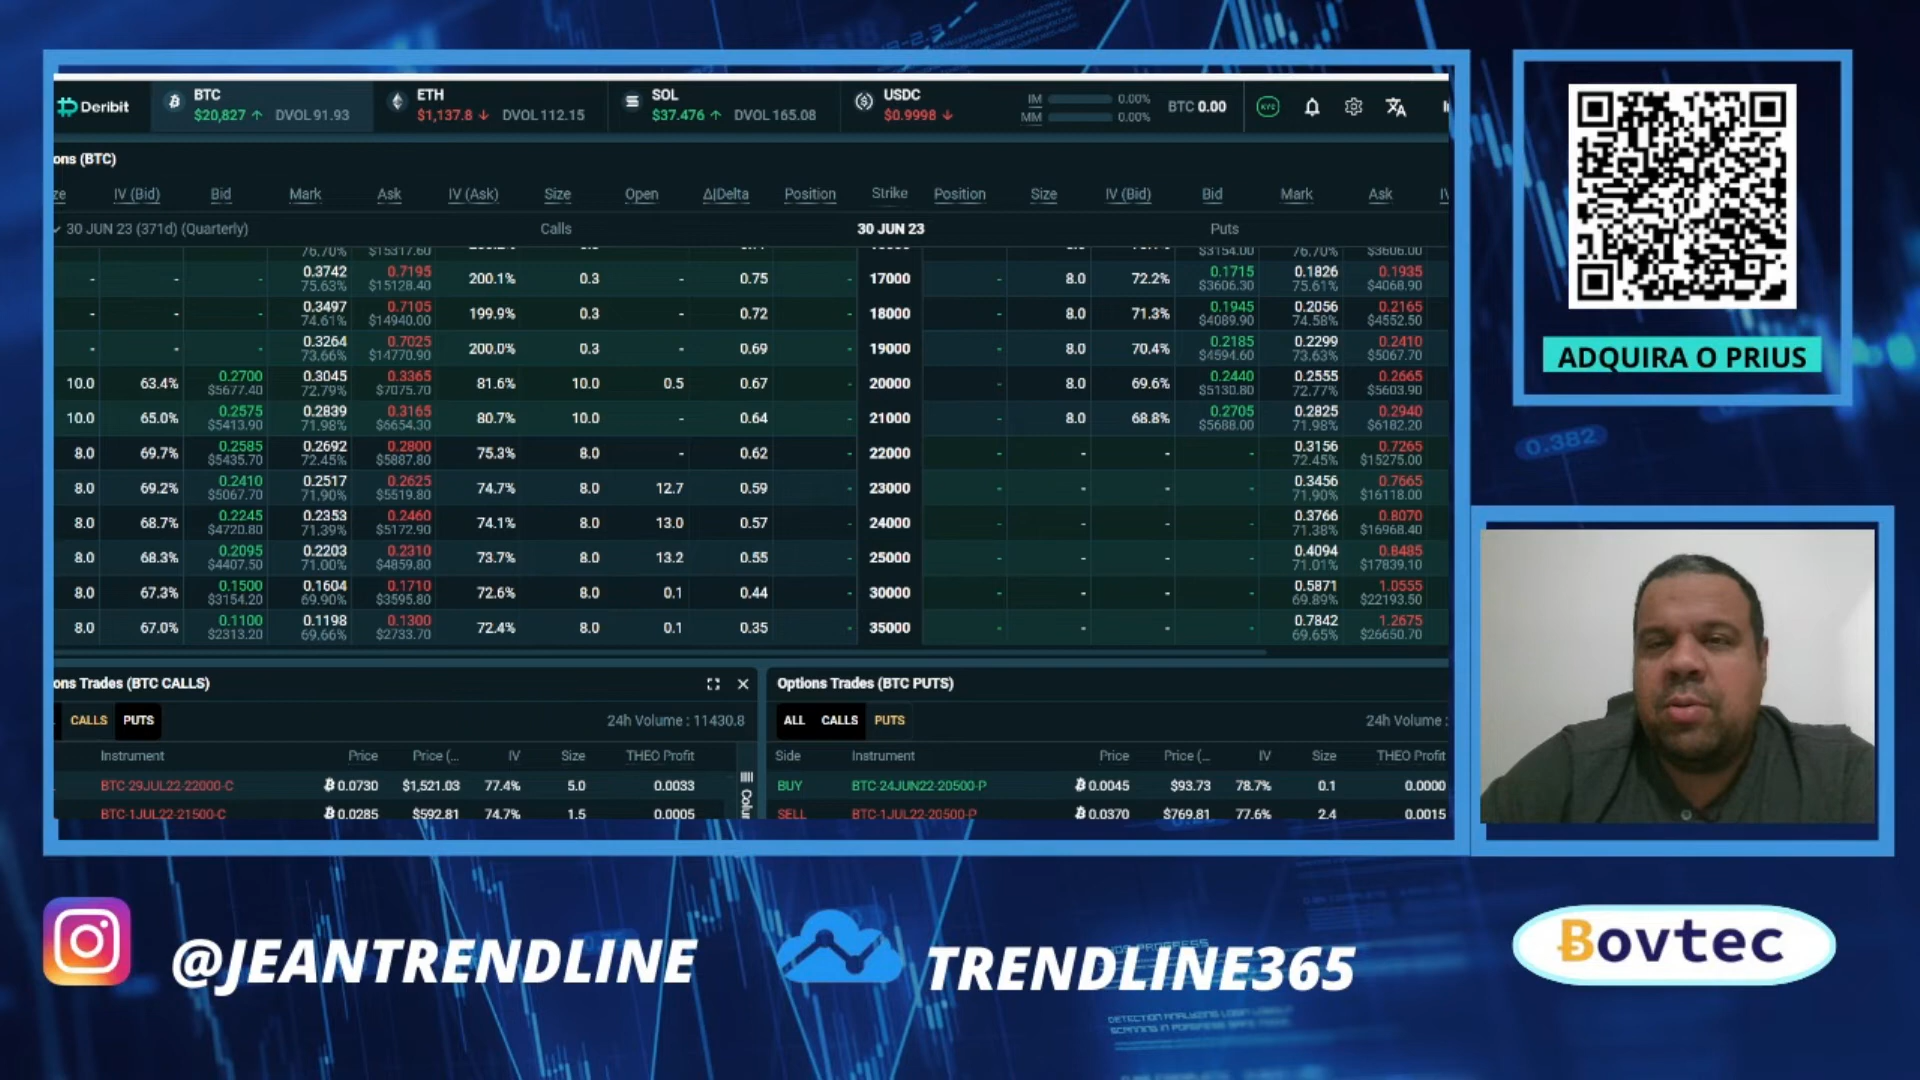 Deribit
BTC
$20,827 ↑ DVOL 91.93
ETH
$1,137.8 ↓ DVOL 112.15
SOL
$37.476 ↑ DVOL 165.08
USDC
$0.9998 ↓
IM 0.00%
MM 0.00%
BTC 0.00
KYC
ons (BTC)
ze IV (Bid) Bid Mark Ask IV (Ask) Size Open Δ|Delta Position Strike Position Size IV (Bid) Bid Mark Ask IV
30 JUN 23 (371d) (Quarterly) Calls 30 JUN 23 Puts
76.70% $15317.60 $3154.00 76.70% $3606.00
- - - 0.3742 0.7195 200.1% 0.3 - 0.75 - 17000 - 8.0 72.2% 0.1715 0.1826 0.1935
75.63% $15128.40 $3606.30 75.61% $4068.90
- - - 0.3497 0.7105 199.9% 0.3 - 0.72 - 18000 - 8.0 71.3% 0.1945 0.2056 0.2165
74.61% $14940.00 $4089.90 74.58% $4552.50
- - - 0.3264 0.7025 200.0% 0.3 - 0.69 - 19000 - 8.0 70.4% 0.2185 0.2299 0.2410
73.66% $14770.90 $4594.60 73.63% $5067.70
10.0 63.4% 0.2700 0.3045 0.3365 81.6% 10.0 0.5 0.67 - 20000 - 8.0 69.6% 0.2440 0.2555 0.2665
$5677.40 72.79% $7075.70 $5130.80 72.77% $5603.90
10.0 65.0% 0.2575 0.2839 0.3165 80.7% 10.0 - 0.64 - 21000 - 8.0 68.8% 0.2705 0.2825 0.2940
$5413.90 71.98% $6654.30 $5688.00 71.98% $6182.20
8.0 69.7% 0.2585 0.2692 0.2800 75.3% 8.0 - 0.62 - 22000 - - - - 0.3156 0.7265
$5435.70 72.45% $5887.80 72.45% $15275.00
8.0 69.2% 0.2410 0.2517 0.2625 74.7% 8.0 12.7 0.59 - 23000 - - - - 0.3456 0.7665
$5067.70 71.90% $5519.80 71.90% $16118.00
8.0 68.7% 0.2245 0.2353 0.2460 74.1% 8.0 13.0 0.57 - 24000 - - - - 0.3766 0.8070
$4720.80 71.39% $5172.90 71.38% $16968.40
8.0 68.3% 0.2095 0.2203 0.2310 73.7% 8.0 13.2 0.55 - 25000 - - - - 0.4094 0.8485
$4407.50 71.00% $4859.80 71.01% $17839.10
8.0 67.3% 0.1500 0.1604 0.1710 72.6% 8.0 0.1 0.44 - 30000 - - - - 0.5871 1.0555
$3154.20 69.90% $3595.80 69.89% $22193.50
8.0 67.0% 0.1100 0.1198 0.1300 72.4% 8.0 0.1 0.35 - 35000 - - - - 0.7842 1.2675
$2313.20 69.66% $2733.70 69.65% $26650.70
ons Trades (BTC CALLS)
CALLS PUTS 24h Volume : 11430.8
Instrument Price Price (... IV Size THEO Profit
BTC-29JUL22-22000-C ₿ 0.0730 $1,521.03 77.4% 5.0 0.0033
BTC-1JUL22-21500-C ₿ 0.0285 $592.81 74.7% 1.5 0.0005
Colu
Options Trades (BTC PUTS)
ALL CALLS PUTS 24h Volume :
Side Instrument Price Price (... IV Size THEO Profit
BUY BTC-24JUN22-20500-P ₿ 0.0045 $93.73 78.7% 0.1 0.0000
SELL BTC-1JUL22-20500-P ₿ 0.0370 $769.81 77.6% 2.4 0.0015
ADQUIRA O PRIUS
0.382
@JEANTRENDLINE
TRENDLINE365
Bovtec